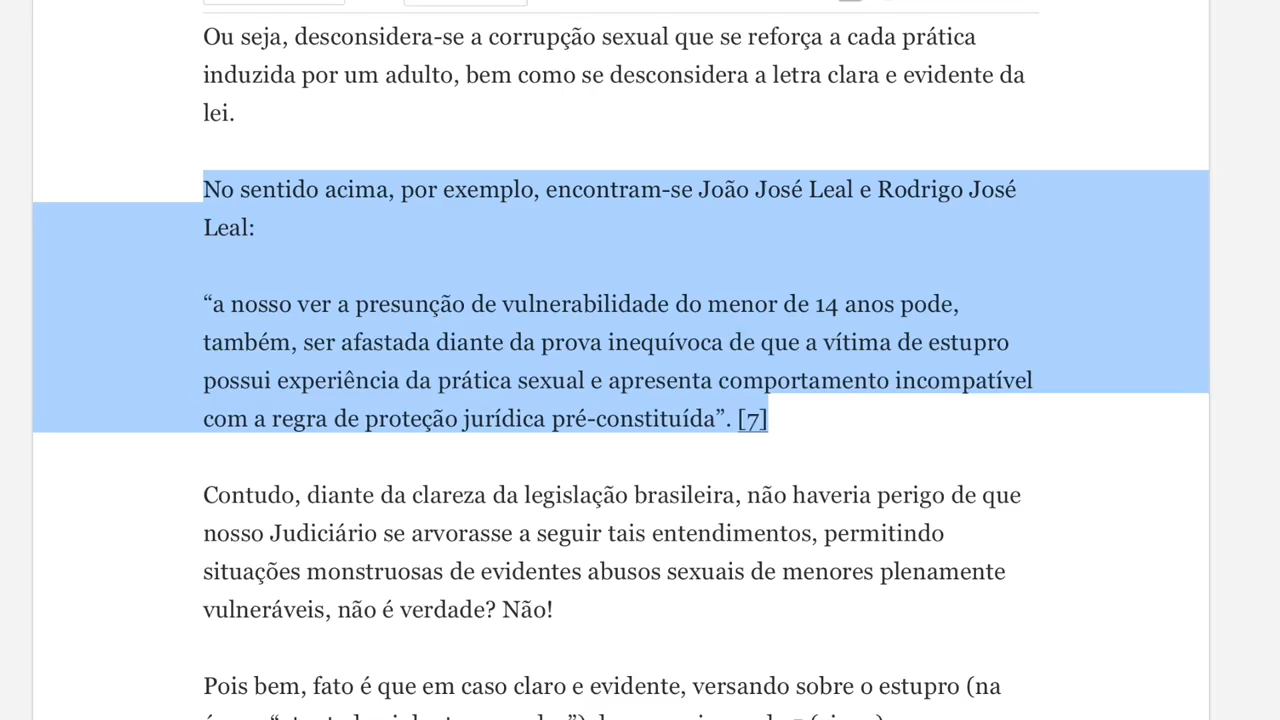 Ou seja, desconsidera-se a corrupção sexual que se reforça a cada prática
induzida por um adulto, bem como se desconsidera a letra clara e evidente da
lei.
No sentido acima, por exemplo, encontram-se João José Leal e Rodrigo José
Leal:
“a nosso ver a presunção de vulnerabilidade do menor de 14 anos pode,
também, ser afastada diante da prova inequívoca de que a vítima de estupro
possui experiência da prática sexual e apresenta comportamento incompatível
com a regra de proteção jurídica pré-constituída”. [7]
Contudo, diante da clareza da legislação brasileira, não haveria perigo de que
nosso Judiciário se arvorasse a seguir tais entendimentos, permitindo
situações monstruosas de evidentes abusos sexuais de menores plenamente
vulneráveis, não é verdade? Não!
Pois bem, fato é que em caso claro e evidente, versando sobre o estupro (na